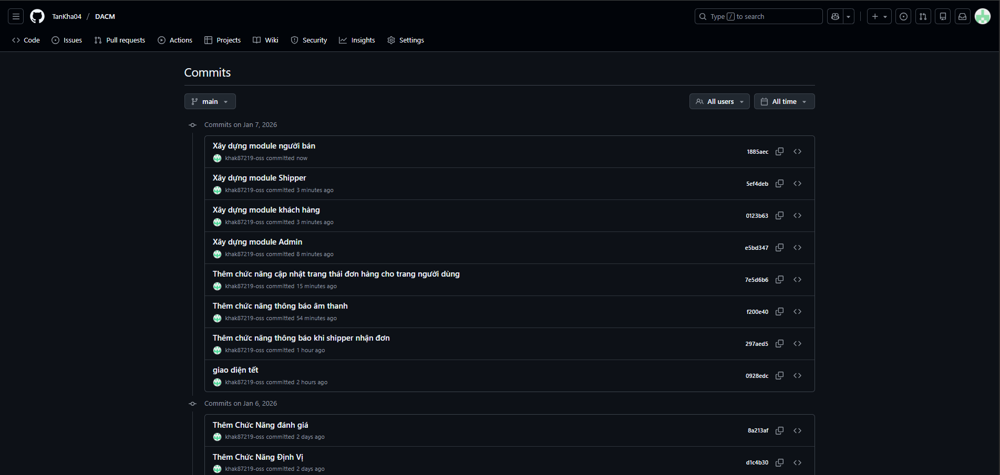 TanKha04 / DACM
Type / to search
Code Issues Pull requests Actions Projects Wiki Security Insights Settings
Commits
main
All users All time
Commits on Jan 7, 2026
Xây dựng module người bán
khak87219-oss committed now
1885aec
Xây dựng module Shipper
khak87219-oss committed 3 minutes ago
5ef4deb
Xây dựng module khách hàng
khak87219-oss committed 3 minutes ago
0123b63
Xây dựng module Admin
khak87219-oss committed 8 minutes ago
e5bd347
Thêm chức năng cập nhật trang thái đơn hàng cho trang người dùng
khak87219-oss committed 15 minutes ago
7e5d6b6
Thêm chức năng thông báo âm thanh
khak87219-oss committed 54 minutes ago
f200e40
Thêm chức năng thông báo khi shipper nhận đơn
khak87219-oss committed 1 hour ago
297aed5
giao diện tết
khak87219-oss committed 2 hours ago
0928edc
Commits on Jan 6, 2026
Thêm Chức Năng đánh giá
khak87219-oss committed 2 days ago
8a213af
Thêm Chức Năng Định Vị
khak87219-oss committed 2 days ago
d1c4b30